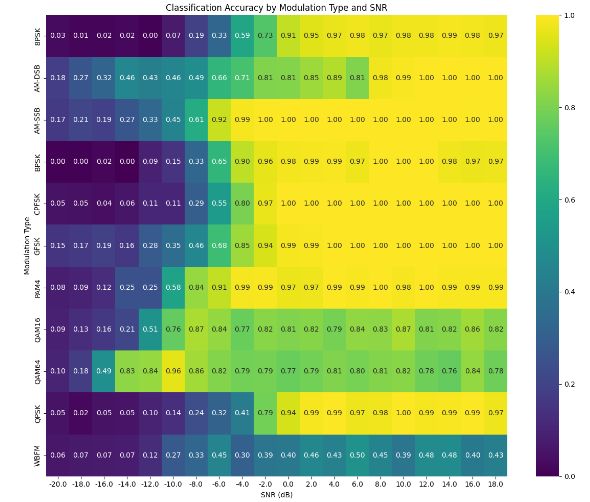 Classification Accuracy by Modulation Type and SNR
8PSK 0.03 0.01 0.02 0.02 0.00 0.07 0.19 0.33 0.59 0.73 0.91 0.95 0.97 0.98 0.97 0.98 0.98 0.99 0.98 0.97
AM-DSB 0.18 0.27 0.32 0.46 0.43 0.46 0.49 0.66 0.71 0.81 0.81 0.85 0.89 0.81 0.98 0.99 1.00 1.00 1.00 1.00
AM-SSB 0.17 0.21 0.19 0.27 0.33 0.45 0.61 0.92 0.99 1.00 1.00 1.00 1.00 1.00 1.00 1.00 1.00 1.00 1.00 1.00
BPSK 0.00 0.00 0.02 0.00 0.09 0.15 0.33 0.65 0.90 0.96 0.98 0.99 0.99 0.97 1.00 1.00 1.00 0.98 0.97 0.97
CPFSK 0.05 0.05 0.04 0.06 0.11 0.11 0.29 0.55 0.80 0.97 1.00 1.00 1.00 1.00 1.00 1.00 1.00 1.00 1.00 1.00
GFSK 0.15 0.17 0.19 0.16 0.28 0.35 0.46 0.68 0.85 0.94 0.99 0.99 1.00 1.00 1.00 1.00 1.00 1.00 1.00 1.00
PAM4 0.08 0.09 0.12 0.25 0.25 0.58 0.84 0.91 0.99 0.99 0.97 0.97 0.99 0.99 1.00 0.98 1.00 0.98 0.99 0.99
QAM16 0.09 0.13 0.16 0.21 0.51 0.76 0.87 0.84 0.77 0.82 0.81 0.82 0.79 0.84 0.83 0.87 0.81 0.82 0.86 0.82
QAM64 0.10 0.18 0.49 0.83 0.84 0.96 0.86 0.82 0.79 0.79 0.77 0.79 0.81 0.80 0.81 0.82 0.78 0.76 0.84 0.78
QPSK 0.05 0.02 0.05 0.05 0.10 0.14 0.24 0.32 0.41 0.79 0.94 0.99 0.99 0.97 0.98 1.00 0.99 0.99 0.99 0.97
WBFM 0.06 0.07 0.07 0.07 0.12 0.27 0.33 0.45 0.30 0.39 0.40 0.46 0.43 0.50 0.45 0.39 0.48 0.48 0.40 0.43
-20.0 -18.0 -16.0 -14.0 -12.0 -10.0 -8.0 -6.0 -4.0 -2.0 0.0 2.0 4.0 6.0 8.0 10.0 12.0 14.0 16.0 18.0
SNR (dB)
Modulation Type
1.0
0.8
0.6
0.4
0.2
0.0